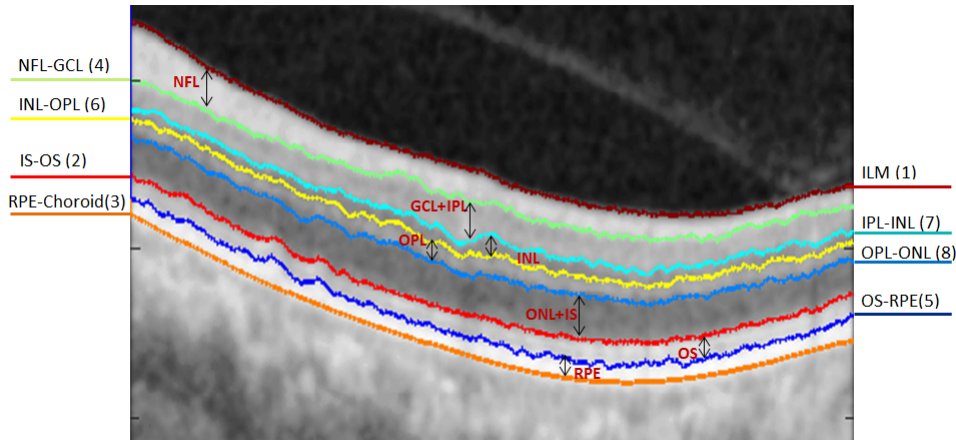 NFL-GCL (4)
INL-OPL (6)
IS-OS (2)
RPE-Choroid(3)
NFL
GCL+IPL
OPL
INL
ONL+IS
OS
RPE
ILM (1)
IPL-INL (7)
OPL-ONL (8)
OS-RPE(5)